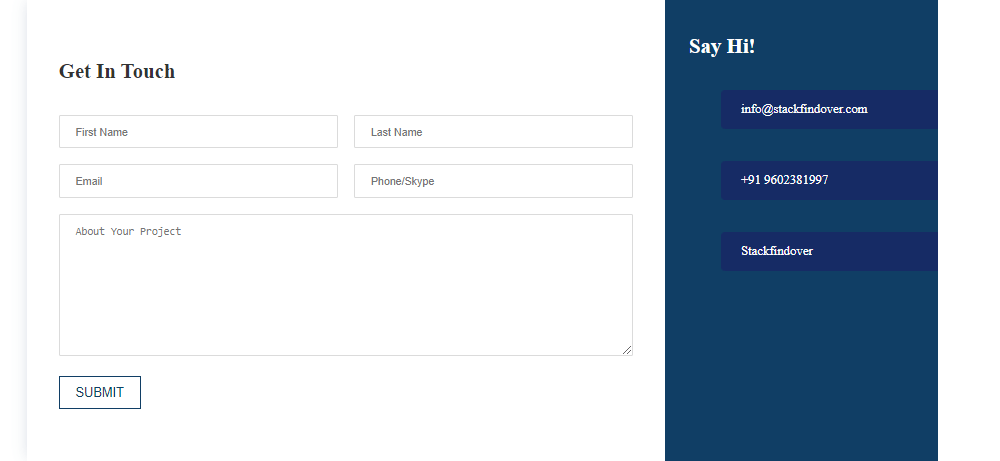 Get In Touch
First Name
Last Name
Email
Phone/Skype
About Your Project
SUBMIT
Say Hi!
info@stackfindover.com
+91 9602381997
Stackfindover